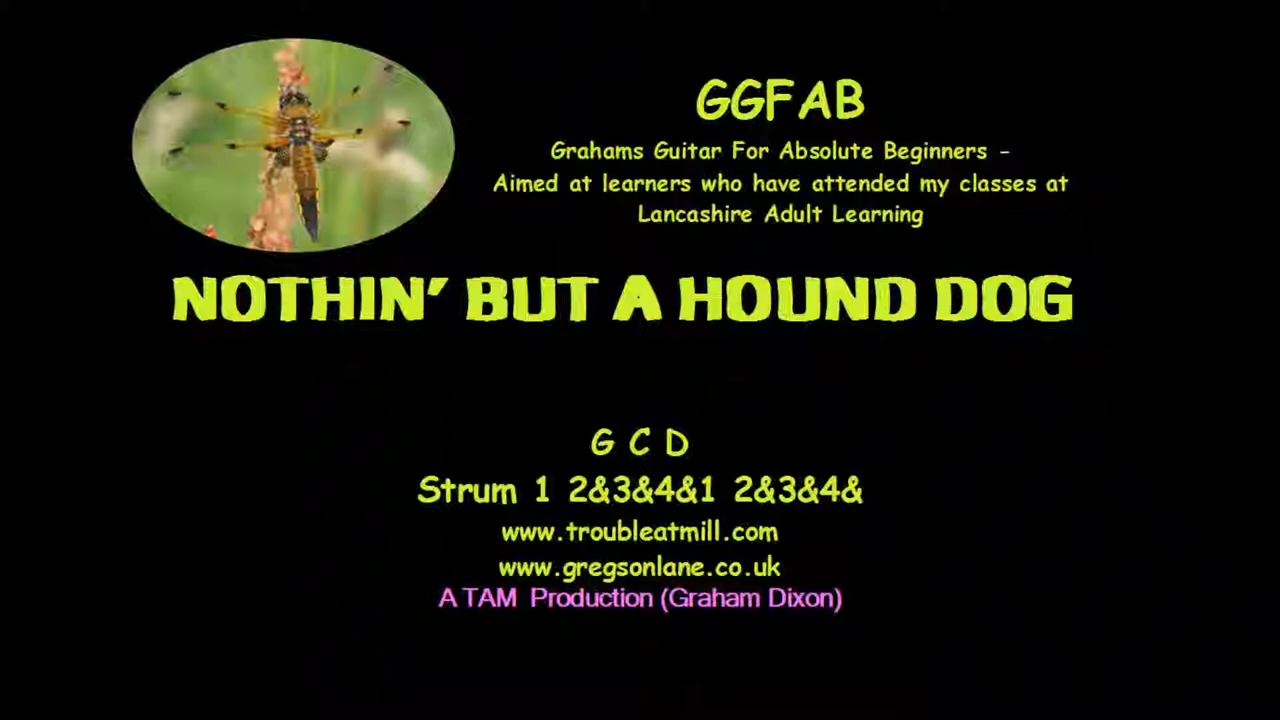 GGFAB
Grahams Guitar For Absolute Beginners -
Aimed at learners who have attended my classes at
Lancashire Adult Learning
NOTHIN' BUT A HOUND DOG
G C D
Strum 1 2&3&4&1 2&3&4&
www.troubleatmill.com
www.gregsonlane.co.uk
A TAM Production (Graham Dixon)